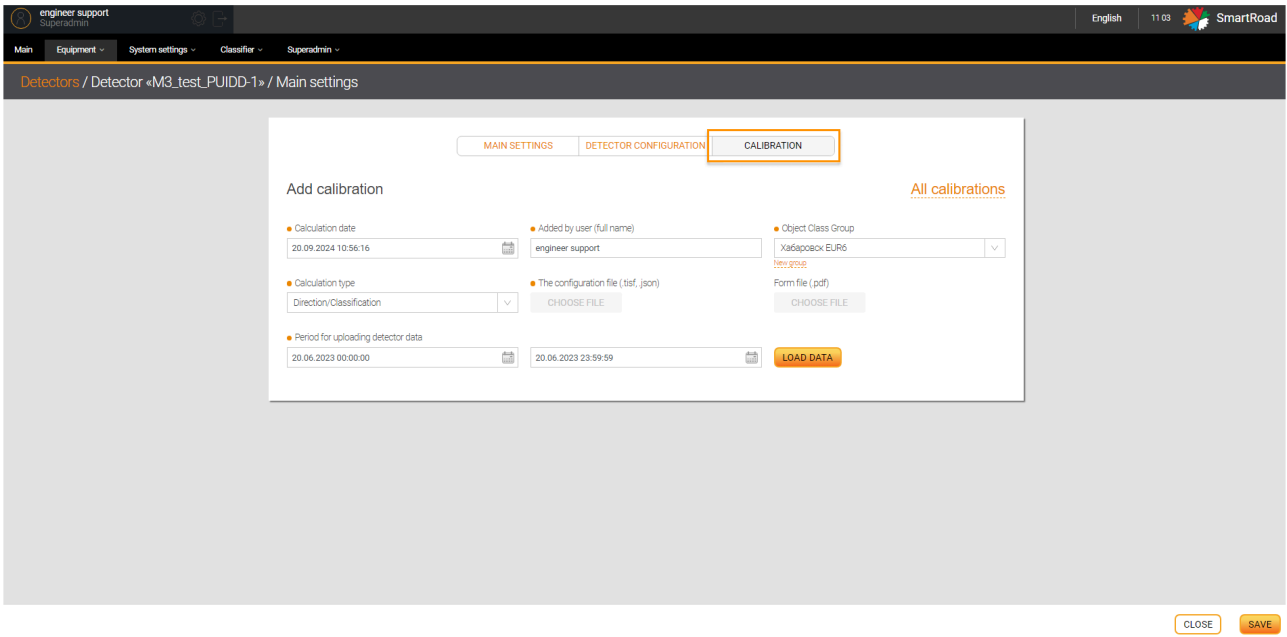 engineer support
Superadmin
English
11 03
SmartRoad
Main
Equipment
System settings
Classifier
Superadmin
Detectors / Detector «M3_test_PUIDD-1» / Main settings
MAIN SETTINGS
DETECTOR CONFIGURATION
CALIBRATION
Add calibration
All calibrations
Calculation date
Added by user (full name)
Object Class Group
20.09.2024 10:56:16
engineer support
Хабаровск EUR6
New group
Calculation type
The configuration file (.tisf, .json)
Form file (.pdf)
Direction/Classification
CHOOSE FILE
CHOOSE FILE
Period for uploading detector data
20.06.2023 00:00:00
20.06.2023 23:59:59
LOAD DATA
CLOSE
SAVE